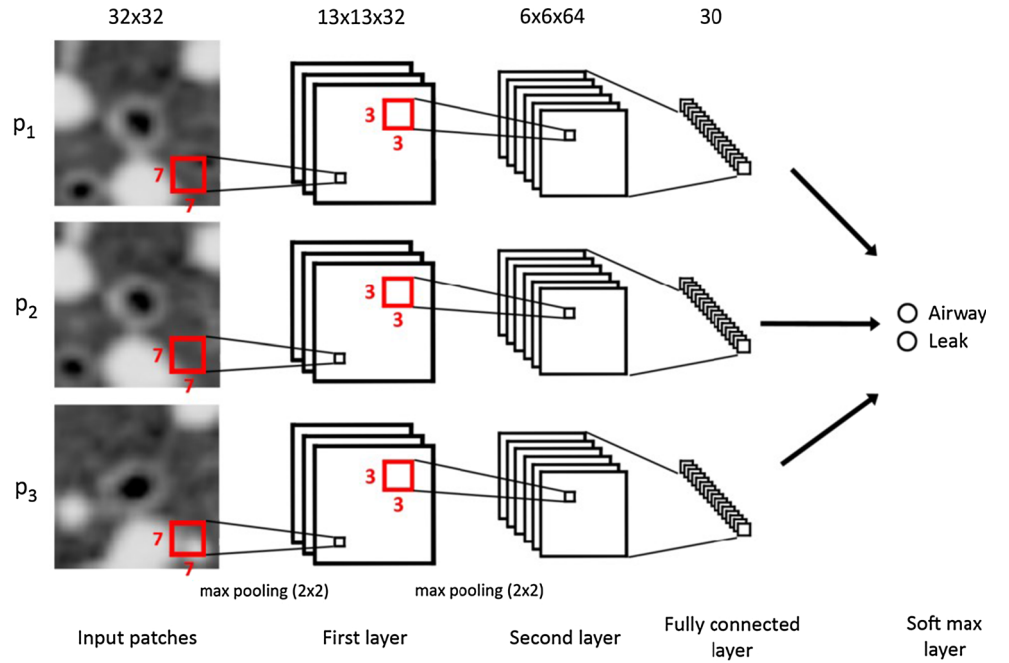 32x32 13x13x32 6x6x64 30
p1
3
3
7
7
p2
3
3
7
7
Airway
Leak
p3
3
3
7
7
max pooling (2x2) max pooling (2x2)
Input patches First layer Second layer Fully connected
layer
Soft max
layer